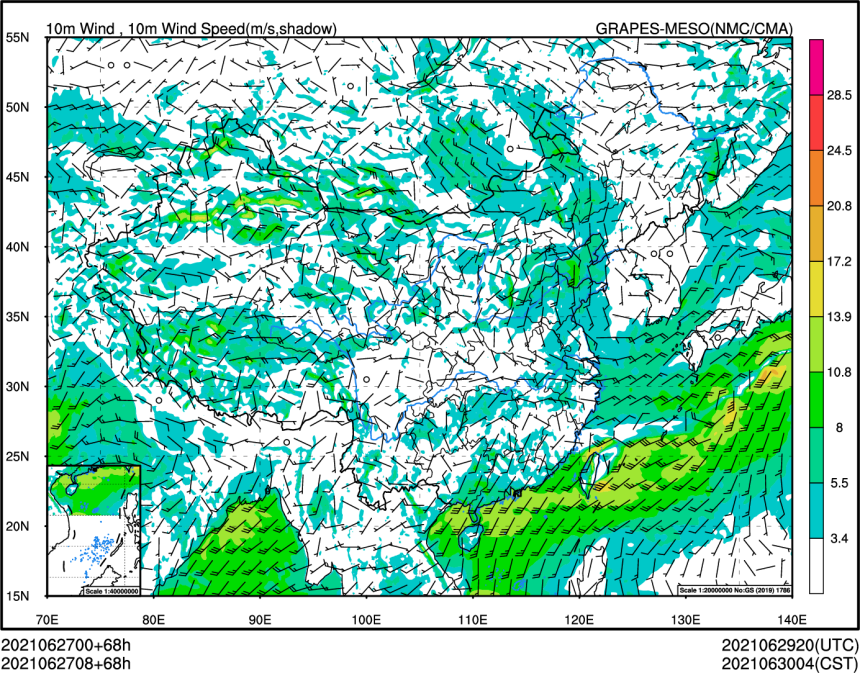 10m Wind , 10m Wind Speed(m/s,shadow) GRAPES-MESO(NMC/CMA)
55N
50N
45N
40N
35N
30N
25N
20N
15N
28.5
24.5
20.8
17.2
13.9
10.8
8
5.5
3.4
Scale 1:40000000
Scale 1:20000000 No:GS (2019) 1786
70E 80E 90E 100E 110E 120E 130E 140E
2021062700+68h 2021062920(UTC)
2021062708+68h 2021063004(CST)